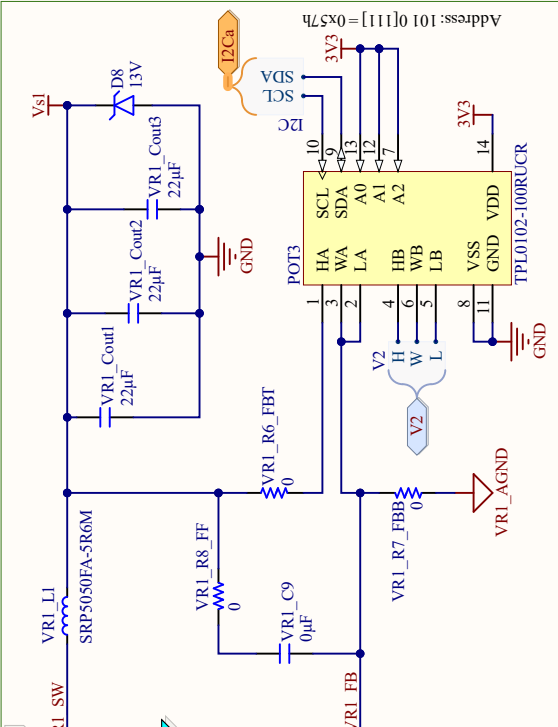 Address: 101 0[111]=0x57h
I2Ca
SDA
SCL
I2C
3V3
3V3
Vs1
D8
13V
VR1_Cout3
22µF
VR1_Cout2
22µF
VR1_Cout1
22µF
GND
10
9
13
12
7
14
SCL
SDA
A0
A1
A2
VDD
POT3
TPL0102-100RUCR
HA
WA
LA
HB
WB
LB
VSS
GND
1
3
2
4
6
5
8
11
V2
H
W
L
V2
GND
VR1_R6_FBT
0
VR1_R8_FF
0
VR1_C9
0µF
VR1_R7_FBB
0
VR1_AGND
VR1_L1
SRP5050FA-5R6M
R1_SW
VR1_FB